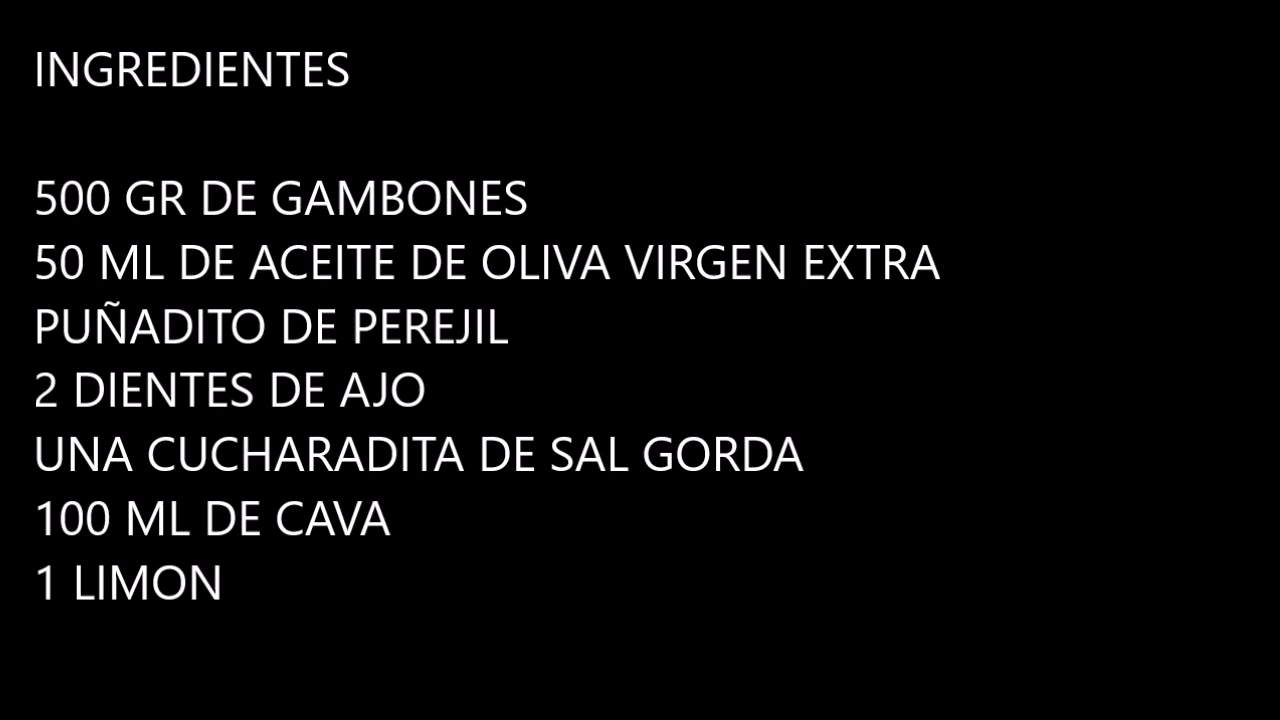 INGREDIENTES
500 GR DE GAMBONES
50 ML DE ACEITE DE OLIVA VIRGEN EXTRA
PUÑADITO DE PEREJIL
2 DIENTES DE AJO
UNA CUCHARADITA DE SAL GORDA
100 ML DE CAVA
1 LIMON